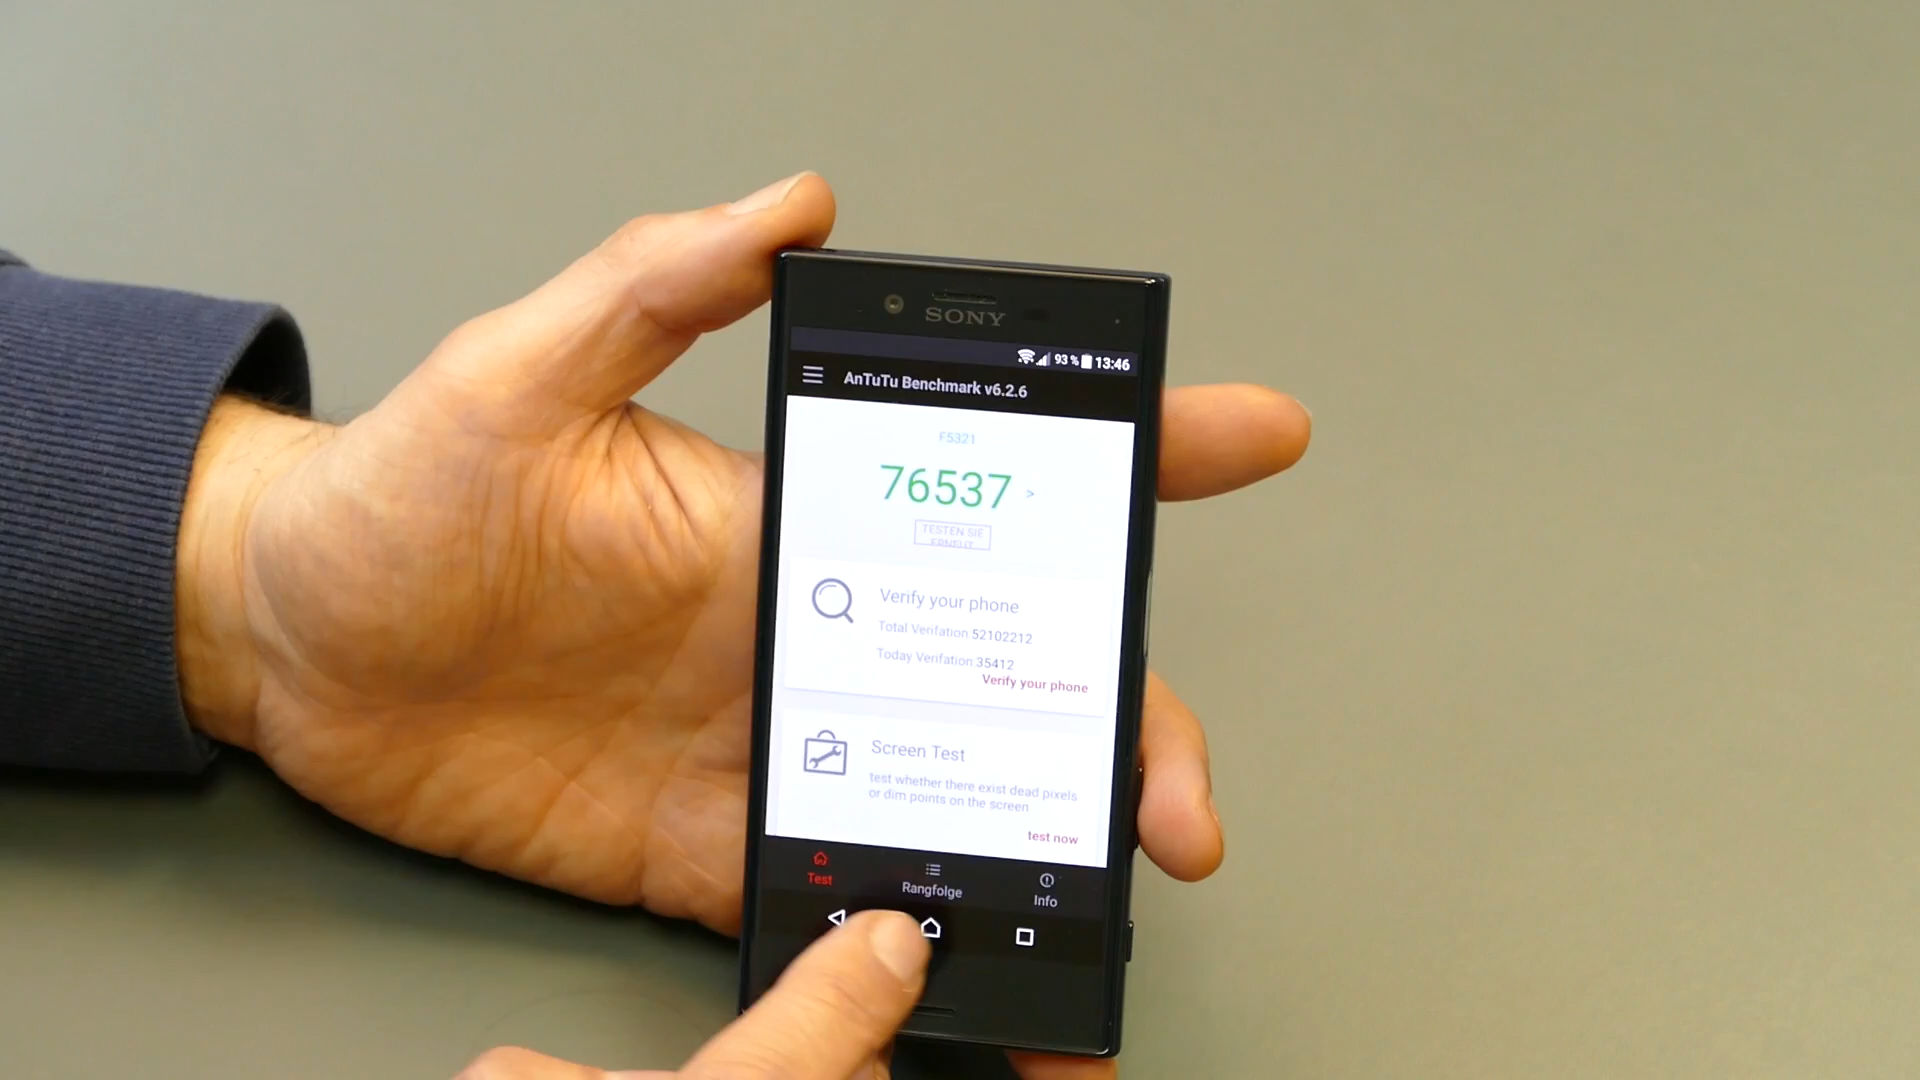 SONY
93 % 13:46
AnTuTu Benchmark v6.2.6
F5321
76537 >
TESTEN SIE
ERNEUT
Verify your phone
Total Verifation 52102212
Today Verifation 35412
Verify your phone
Screen Test
test whether there exist dead pixels
or dim points on the screen
test now
Test
Rangfolge
Info